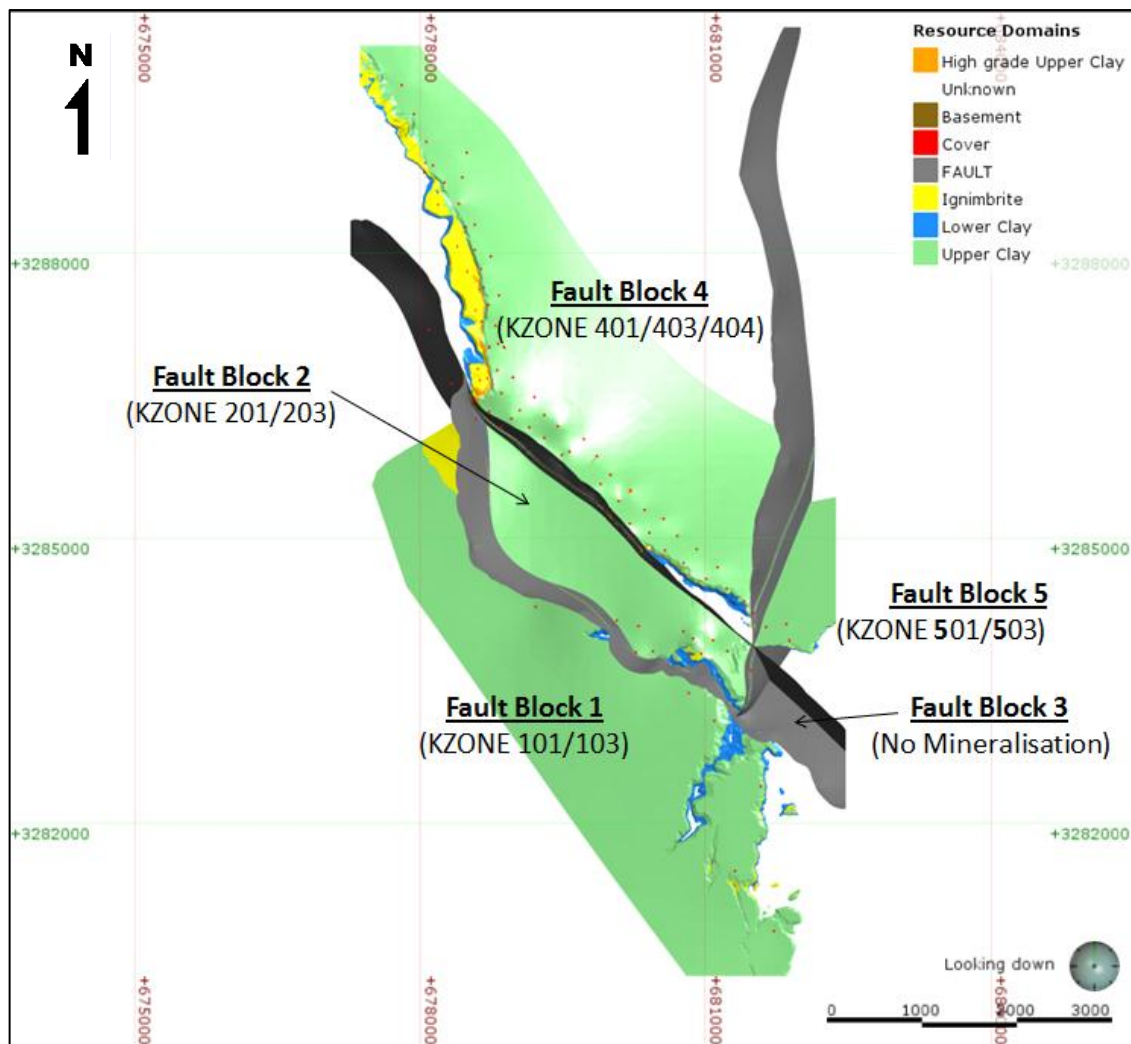 N
+675000
+678000
+681000
Resource Domains
High grade Upper Clay
Unknown
Basement
Cover
FAULT
Ignimbrite
Lower Clay
Upper Clay
+3288000
+3288000
Fault Block 4
(KZONE 401/403/404)
Fault Block 2
(KZONE 201/203)
+3285000
+3285000
Fault Block 5
(KZONE 501/503)
Fault Block 1
(KZONE 101/103)
Fault Block 3
(No Mineralisation)
+3282000
+3282000
Looking down
+675000
+678000
+681000
0 1000 2000 3000